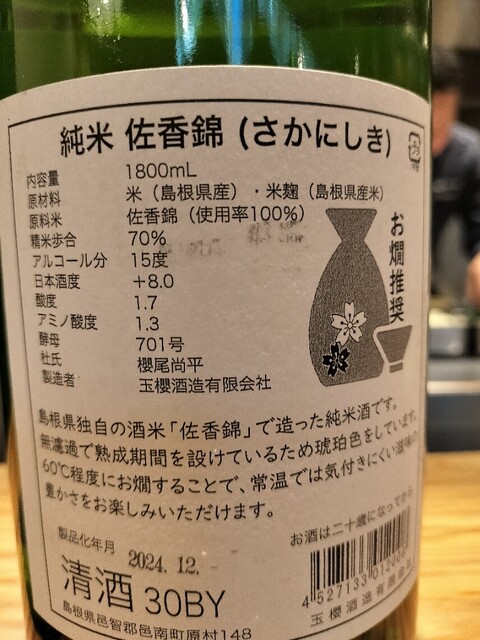 純米 佐香錦 (さかにしき)
内容量 1800mL
原材料 米（島根県産）・米麹（島根県産米）
原料米 佐香錦（使用率100%）
精米歩合 70%
アルコール分 15度
日本酒度 +8.0
酸度 1.7
アミノ酸度 1.3
酵母 701号
杜氏 櫻尾尚平
製造者 玉櫻酒造有限会社
お燗推奨
島根県独自の酒米「佐香錦」で造った純米酒です。
無濾過で熟成期間を設けているため琥珀色をしています。
60℃程度にお燗することで、常温では気付きにくい滋味の
豊かさをお楽しみいただけます。
お酒は二十歳になってから
製品化年月 2024.12.
清酒 30BY
4 527133 01200
玉櫻酒造有限会社
島根県邑智郡邑南町原村148